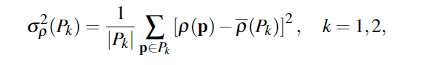 σ²ᵨ(Pₖ) = 1/|Pₖ| ∑_{p∈Pₖ} [ρ(p) − ρ̅(Pₖ)]², k = 1,2,